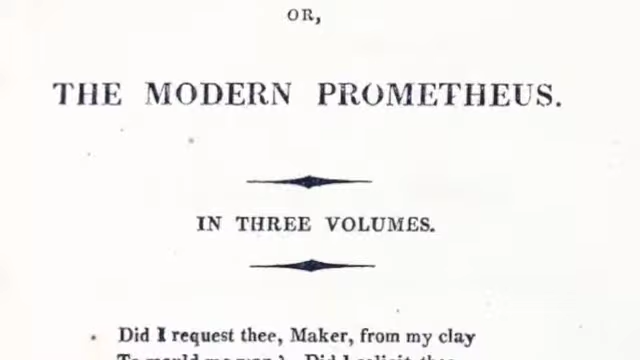 OR,
THE MODERN PROMETHEUS.
IN THREE VOLUMES.
Did I request thee, Maker, from my clay